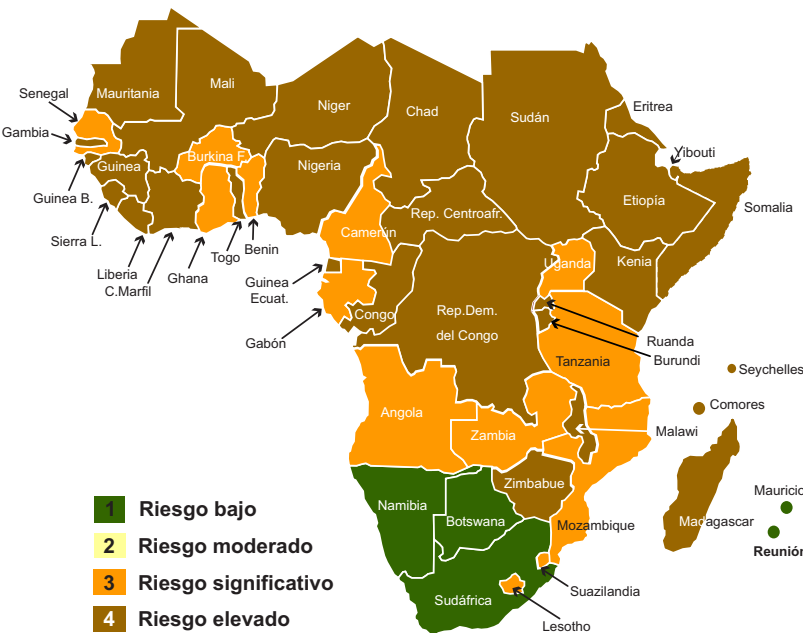 Senegal
Mauritania
Mali
Niger
Chad
Sudán
Eritrea
Gambia
Yibouti
Guinea
Burkina F.
Nigeria
Etiopía
Guinea B.
Rep. Centroafr.
Somalia
Sierra L.
Camerún
Liberia
C.Marfil
Ghana
Togo
Benin
Guinea
Ecuat.
Uganda
Kenia
Gabón
Congo
Rep.Dem.
del Congo
Ruanda
Burundi
Tanzania
Seychelles
Comores
Angola
Zambia
Malawi
Zimbabue
Namibia
Botswana
Mozambique
Madagascar
Mauricio
Reunión
Suazilandia
Sudáfrica
Lesotho
1 Riesgo bajo
2 Riesgo moderado
3 Riesgo significativo
4 Riesgo elevado